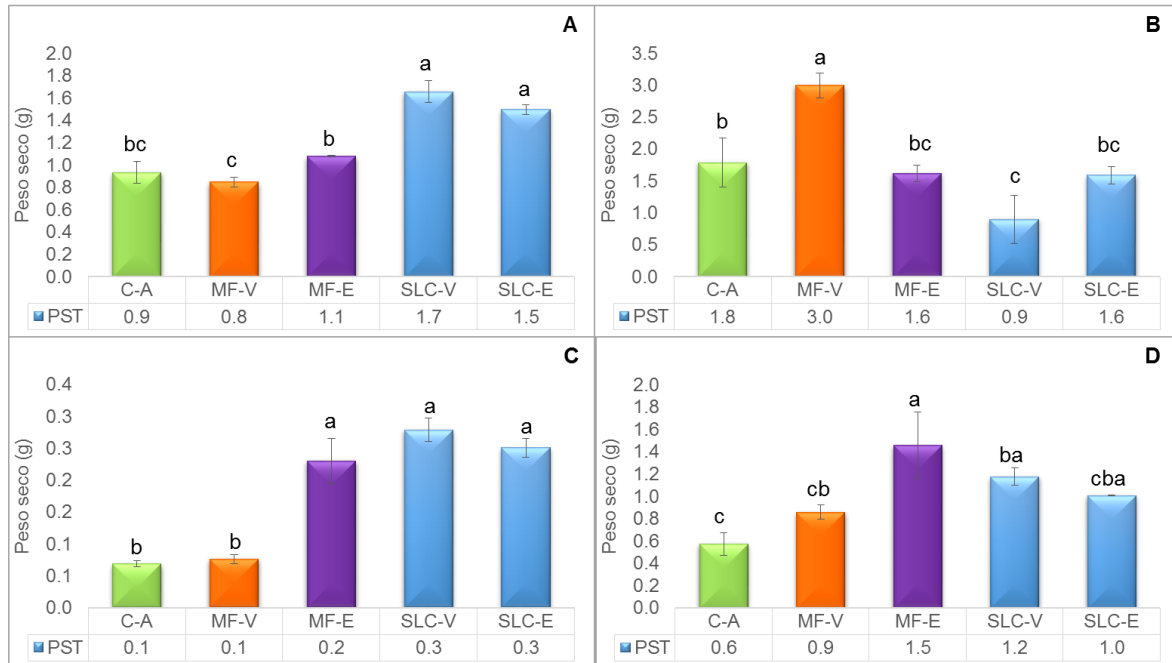 A
Peso seco (g)
2.0
1.8
1.6
1.4
1.2
1.0
0.8
0.6
0.4
0.2
0.0
bc
c
b
a
a
C-A MF-V MF-E SLC-V SLC-E
PST 0.9 0.8 1.1 1.7 1.5
B
Peso seco (g)
3.5
3.0
2.5
2.0
1.5
1.0
0.5
0.0
b
a
bc
c
bc
C-A MF-V MF-E SLC-V SLC-E
PST 1.8 3.0 1.6 0.9 1.6
C
Peso seco (g)
0.4
0.3
0.3
0.2
0.2
0.1
0.1
0.0
b
b
a
a
a
C-A MF-V MF-E SLC-V SLC-E
PST 0.1 0.1 0.2 0.3 0.3
D
Peso seco (g)
2.0
1.8
1.6
1.4
1.2
1.0
0.8
0.6
0.4
0.2
0.0
c
cb
a
ba
cba
C-A MF-V MF-E SLC-V SLC-E
PST 0.6 0.9 1.5 1.2 1.0